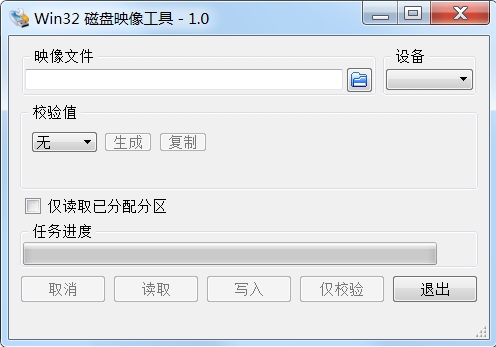 Win32 磁盘映像工具 - 1.0
映像文件
设备
校验值
无
生成
复制
仅读取已分配分区
任务进度
取消
读取
写入
仅校验
退出